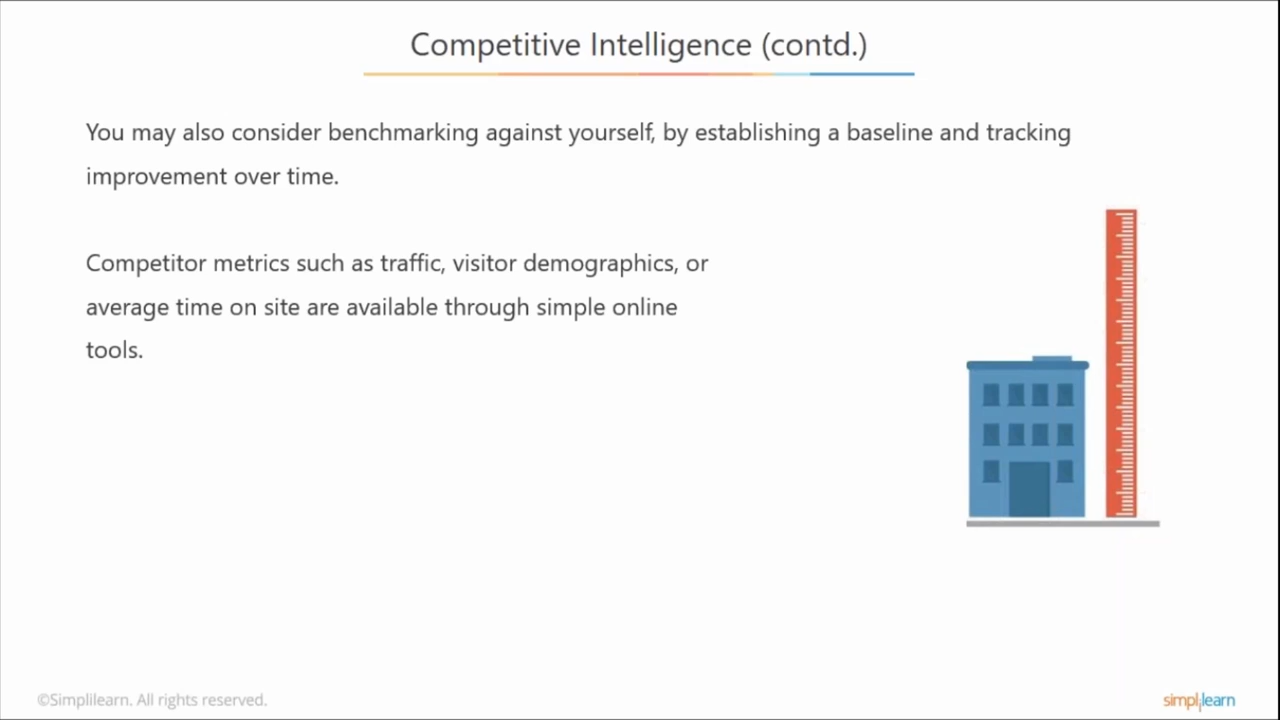 Competitive Intelligence (contd.)
You may also consider benchmarking against yourself, by establishing a baseline and tracking
improvement over time.
Competitor metrics such as traffic, visitor demographics, or
average time on site are available through simple online
tools.
©Simplilearn. All rights reserved.
simplilearn